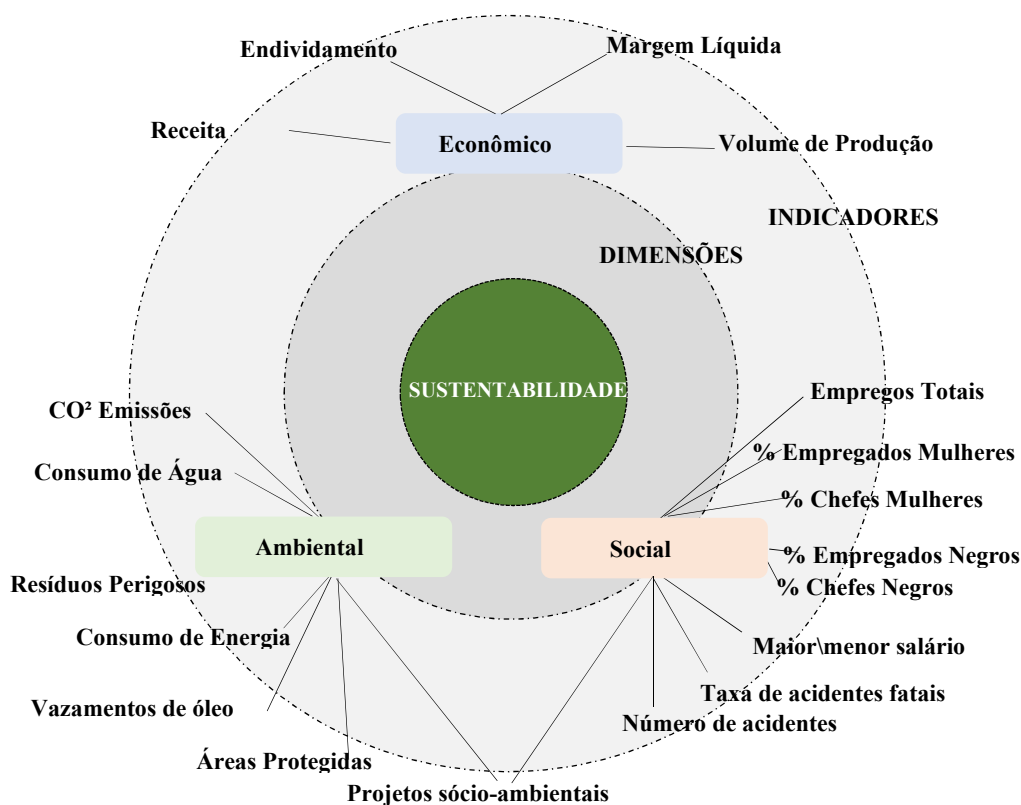 Endividamento
Margem Líquida
Receita
Econômico
Volume de Produção
INDICADORES
DIMENSÕES
SUSTENTABILIDADE
CO² Emissões
Empregos Totais
Consumo de Água
% Empregados Mulheres
% Chefes Mulheres
Ambiental
Social
% Empregados Negros
Resíduos Perigosos
% Chefes Negros
Consumo de Energia
Maior\menor salário
Vazamentos de óleo
Taxa de acidentes fatais
Número de acidentes
Áreas Protegidas
Projetos sócio-ambientais